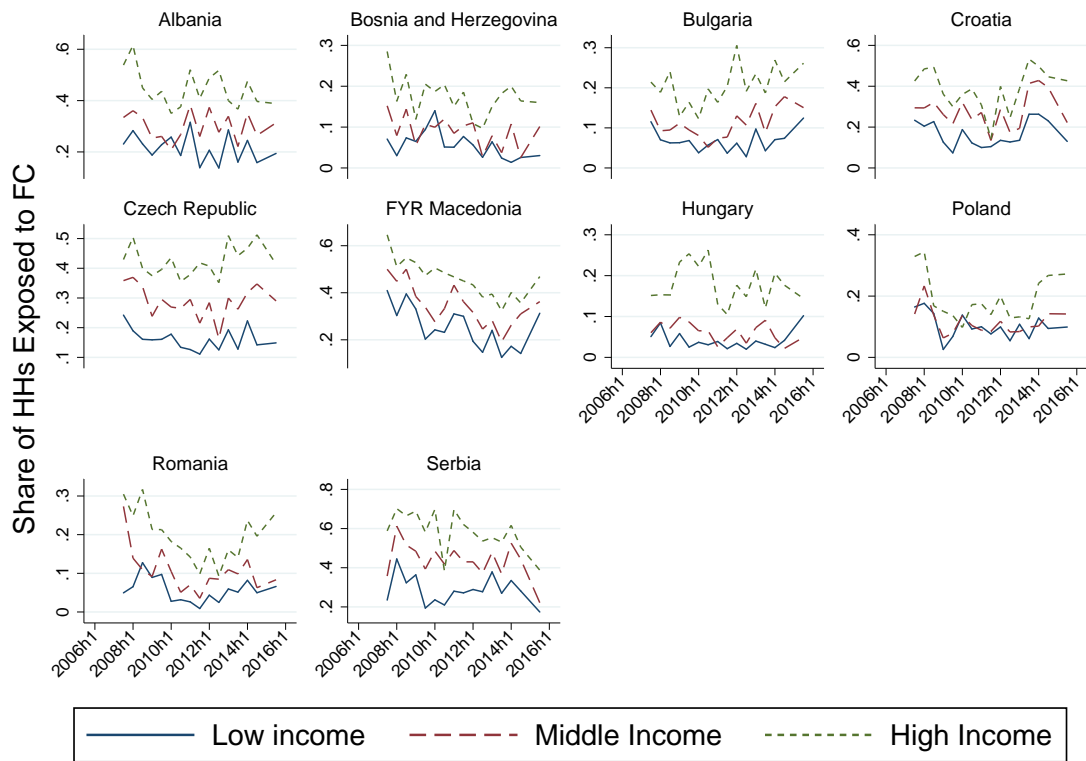 Share of HHs Exposed to FC
Albania
Bosnia and Herzegovina
Bulgaria
Croatia
.6
.4
.2
.3
.2
.1
0
.3
.2
.1
0
.6
.4
.2
0
Czech Republic
FYR Macedonia
Hungary
Poland
.5
.4
.3
.2
.1
.6
.4
.2
.3
.2
.1
0
.4
.2
0
2006h1
2008h1
2010h1
2012h1
2014h1
2016h1
2006h1
2008h1
2010h1
2012h1
2014h1
2016h1
Romania
Serbia
.3
.2
.1
0
.8
.6
.4
.2
2006h1
2008h1
2010h1
2012h1
2014h1
2016h1
2006h1
2008h1
2010h1
2012h1
2014h1
2016h1
Low income Middle Income High Income